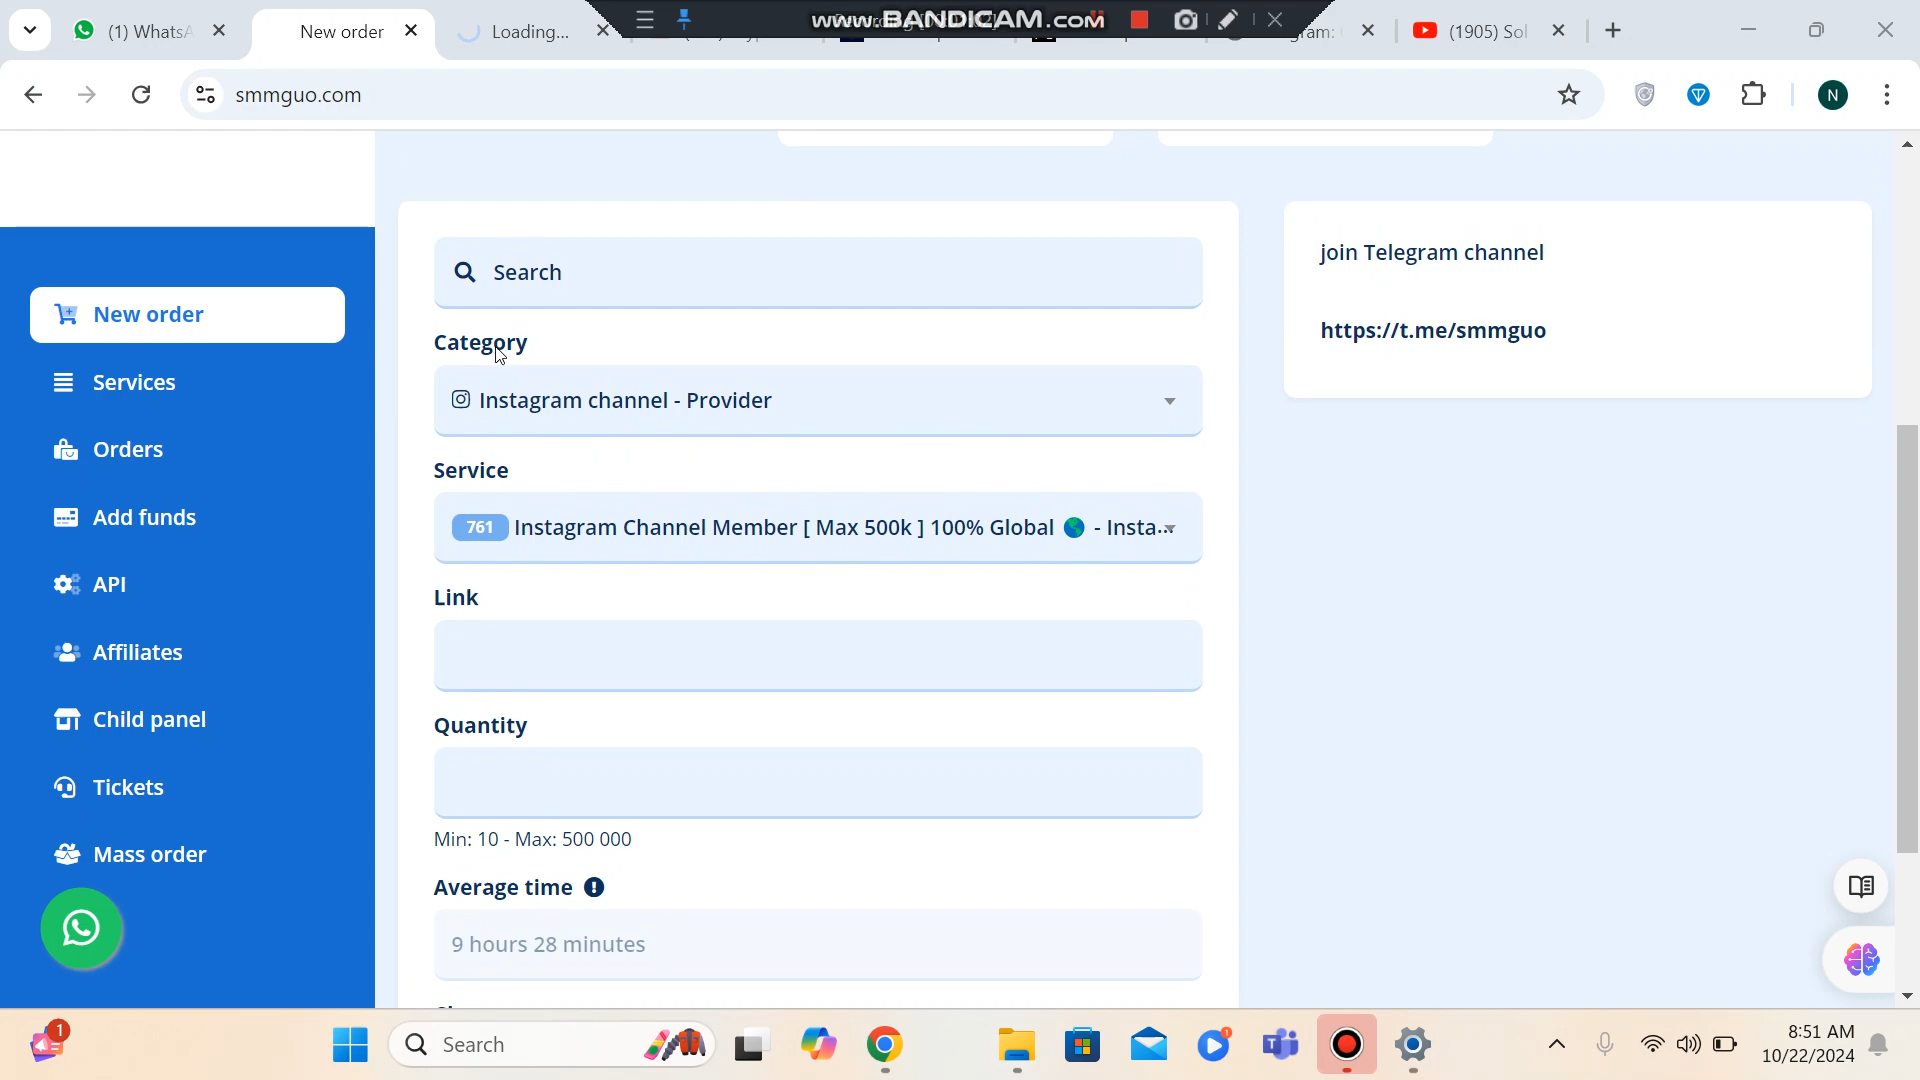 (1) WhatsA
New order
Loading...
www.BANDICAM.com
gram:
(1905) Sol
smmguo.com
N
New order
Services
Orders
Add funds
API
Affiliates
Child panel
Tickets
Mass order
Search
Category
Instagram channel - Provider
Service
761 Instagram Channel Member [ Max 500k ] 100% Global 🌎 - Insta...
Link
Quantity
Min: 10 - Max: 500 000
Average time
9 hours 28 minutes
join Telegram channel
https://t.me/smmguo
1
Search
8:51 AM
10/22/2024